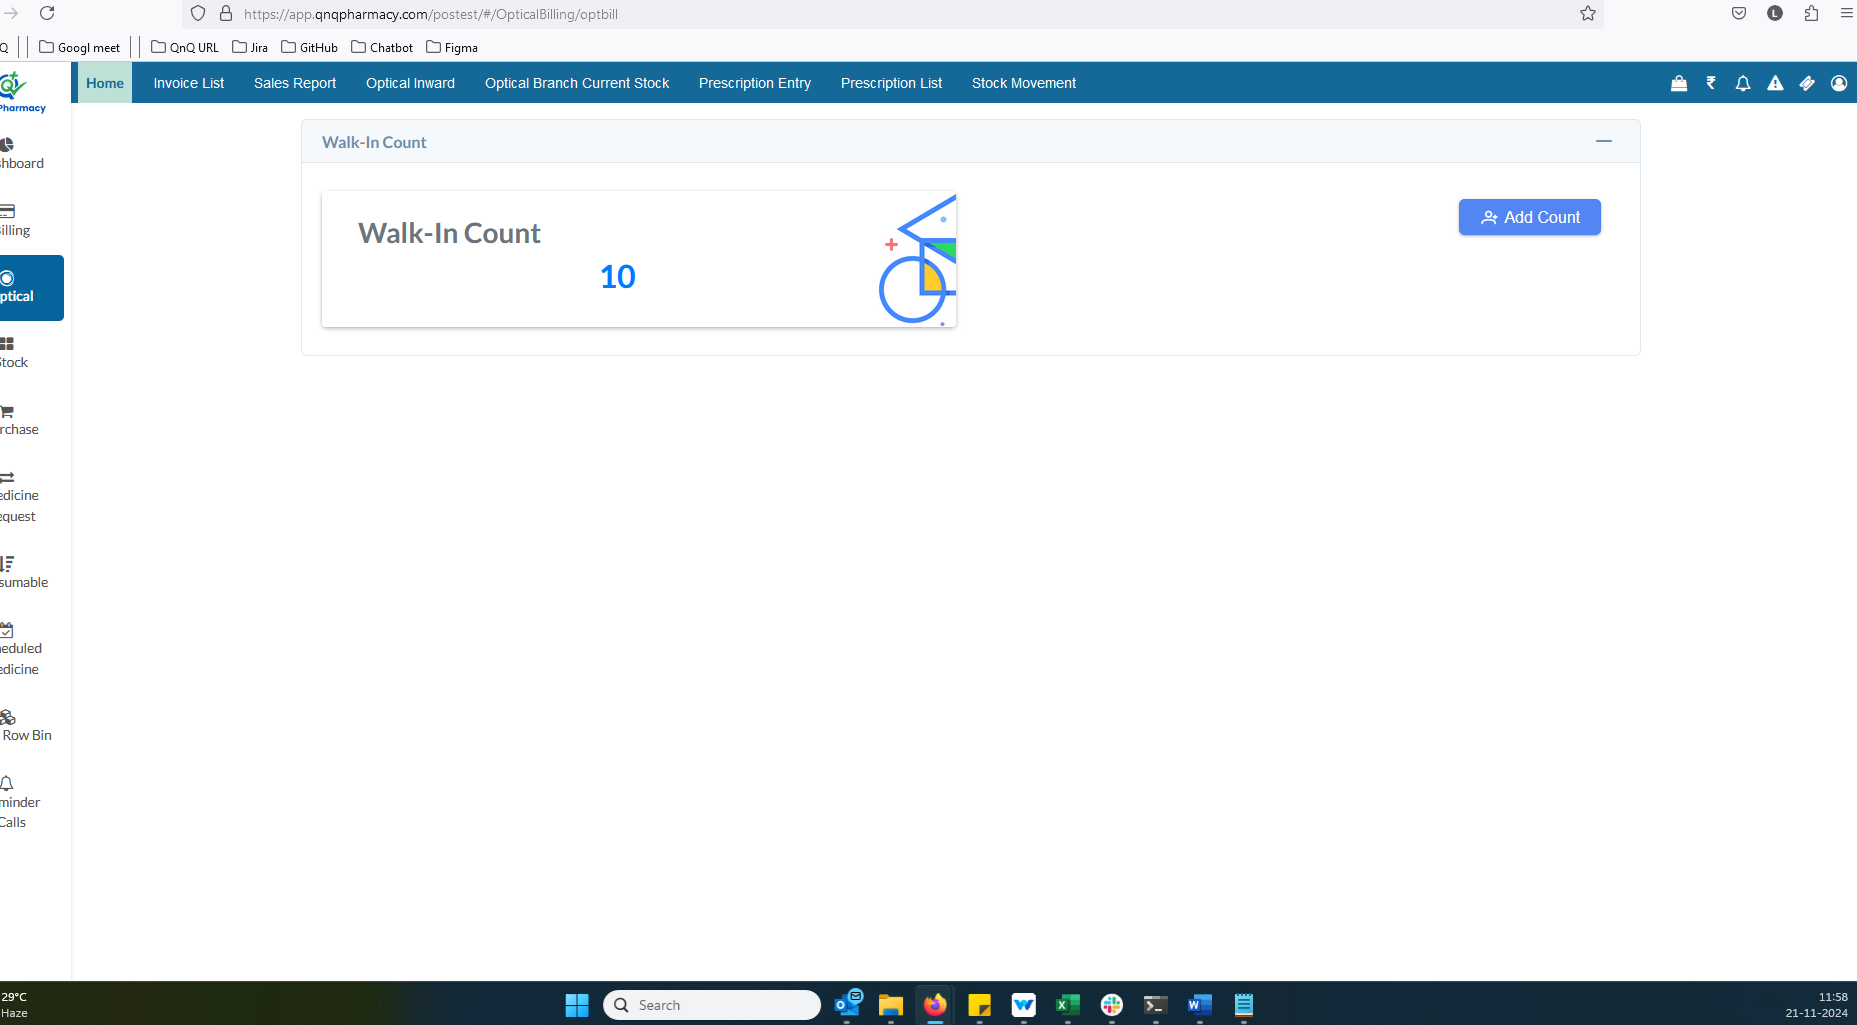 https://app.qnqpharmacy.com/postest/#/OpticalBilling/optbill
Q
Googl meet
QnQ URL
Jira
GitHub
Chatbot
Figma
L
Pharmacy
Home
Invoice List
Sales Report
Optical Inward
Optical Branch Current Stock
Prescription Entry
Prescription List
Stock Movement
₹
shboard
illing
ptical
tock
rchase
edicine
equest
sumable
eduled
edicine
Row Bin
minder
Calls
Walk-In Count
Walk-In Count
10
Add Count
29°C
Haze
Search
11:58
21-11-2024